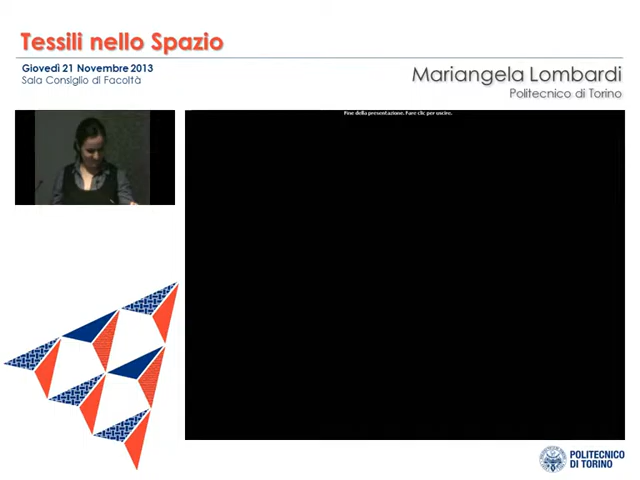 Tessili nello Spazio
Giovedì 21 Novembre 2013
Sala Consiglio di Facoltà
Mariangela Lombardi
Politecnico di Torino
Fine della presentazione. Fare clic per uscire.
POLITECNICO
DI TORINO